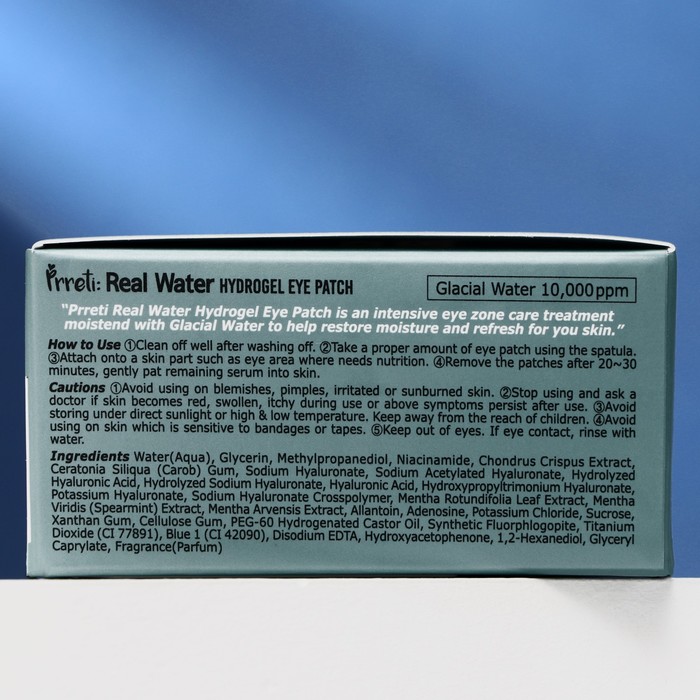 Prreti: Real Water HYDROGEL EYE PATCH
Glacial Water 10,000ppm
"Prreti Real Water Hydrogel Eye Patch is an intensive eye zone care treatment
moistend with Glacial Water to help restore moisture and refresh for you skin."
How to Use ①Clean off well after washing off. ②Take a proper amount of eye patch using the spatula.
③Attach onto a skin part such as eye area where needs nutrition. ④Remove the patches after 20~30
minutes, gently pat remaining serum into skin.
Cautions ①Avoid using on blemishes, pimples, irritated or sunburned skin. ②Stop using and ask a
doctor if skin becomes red, swollen, itchy during use or above symptoms persist after use. ③Avoid
storing under direct sunlight or high & low temperature. Keep away from the reach of children. ④Avoid
using on skin which is sensitive to bandages or tapes. ⑤Keep out of eyes. If eye contact, rinse with
water.
Ingredients Water(Aqua), Glycerin, Methylpropanediol, Niacinamide, Chondrus Crispus Extract,
Ceratonia Siliqua (Carob) Gum, Sodium Hyaluronate, Sodium Acetylated Hyaluronate, Hydrolyzed
Hyaluronic Acid, Hydrolyzed Sodium Hyaluronate, Hyaluronic Acid, Hydroxypropyltrimonium Hyaluronate,
Potassium Hyaluronate, Sodium Hyaluronate Crosspolymer, Mentha Rotundifolia Leaf Extract, Mentha
Viridis (Spearmint) Extract, Mentha Arvensis Extract, Allantoin, Adenosine, Potassium Chloride, Sucrose,
Xanthan Gum, Cellulose Gum, PEG-60 Hydrogenated Castor Oil, Synthetic Fluorphlogopite, Titanium
Dioxide (CI 77891), Blue 1 (CI 42090), Disodium EDTA, Hydroxyacetophenone, 1,2-Hexanediol, Glyceryl
Caprylate, Fragrance(Parfum)